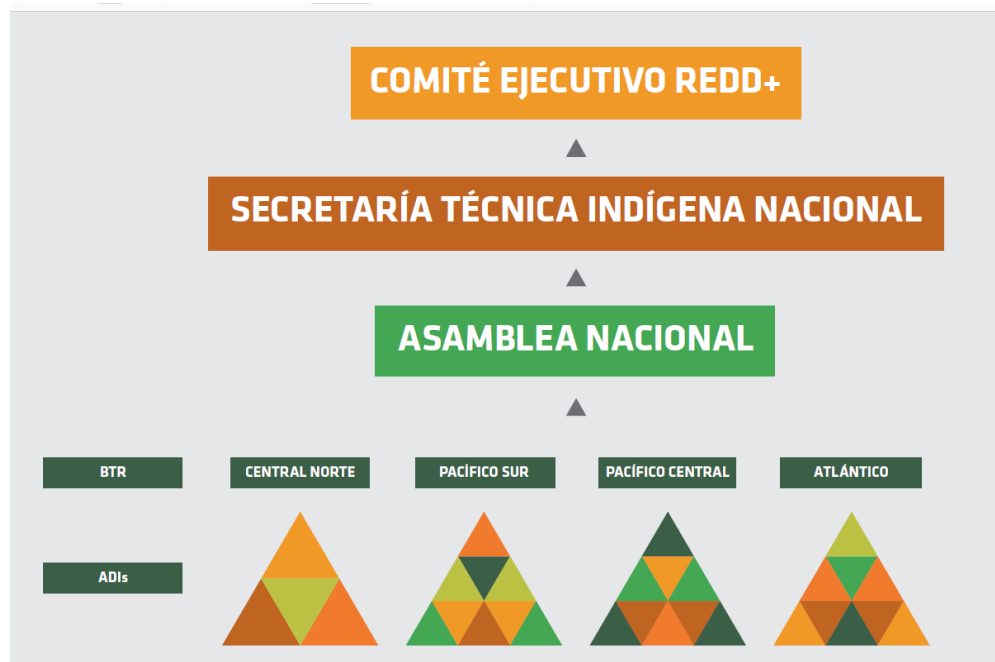 COMITÉ EJECUTIVO REDD+
SECRETARÍA TÉCNICA INDÍGENA NACIONAL
ASAMBLEA NACIONAL
BTR
CENTRAL NORTE
PACÍFICO SUR
PACÍFICO CENTRAL
ATLÁNTICO
ADIs